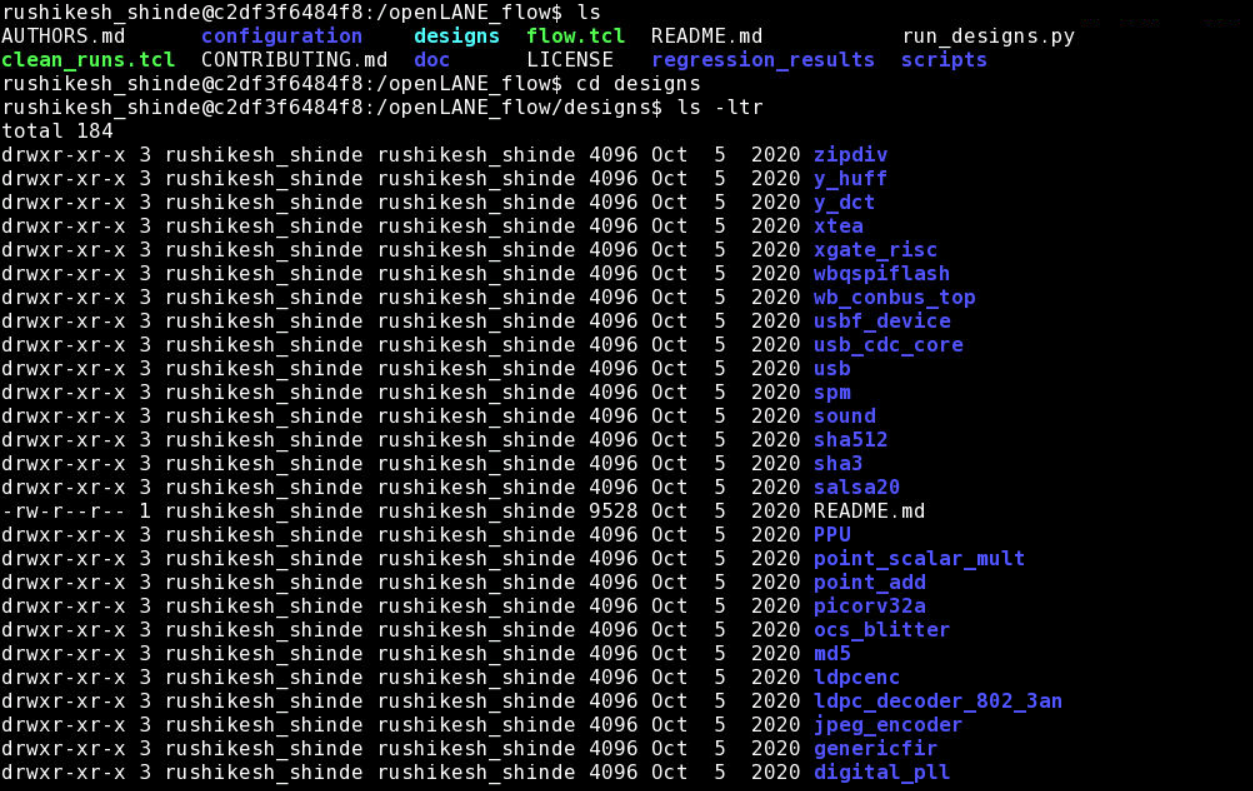 rushikesh_shinde@c2df3f6484f8:/openLANE_flow$ ls
AUTHORS.md      configuration    designs  flow.tcl  README.md           run_designs.py
clean_runs.tcl  CONTRIBUTING.md  doc      LICENSE   regression_results  scripts
rushikesh_shinde@c2df3f6484f8:/openLANE_flow$ cd designs
rushikesh_shinde@c2df3f6484f8:/openLANE_flow/designs$ ls -ltr
total 184
drwxr-xr-x 3 rushikesh_shinde rushikesh_shinde 4096 Oct  5  2020 zipdiv
drwxr-xr-x 3 rushikesh_shinde rushikesh_shinde 4096 Oct  5  2020 y_huff
drwxr-xr-x 3 rushikesh_shinde rushikesh_shinde 4096 Oct  5  2020 y_dct
drwxr-xr-x 3 rushikesh_shinde rushikesh_shinde 4096 Oct  5  2020 xtea
drwxr-xr-x 3 rushikesh_shinde rushikesh_shinde 4096 Oct  5  2020 xgate_risc
drwxr-xr-x 3 rushikesh_shinde rushikesh_shinde 4096 Oct  5  2020 wbqspiflash
drwxr-xr-x 3 rushikesh_shinde rushikesh_shinde 4096 Oct  5  2020 wb_conbus_top
drwxr-xr-x 3 rushikesh_shinde rushikesh_shinde 4096 Oct  5  2020 usbf_device
drwxr-xr-x 3 rushikesh_shinde rushikesh_shinde 4096 Oct  5  2020 usb_cdc_core
drwxr-xr-x 3 rushikesh_shinde rushikesh_shinde 4096 Oct  5  2020 usb
drwxr-xr-x 3 rushikesh_shinde rushikesh_shinde 4096 Oct  5  2020 spm
drwxr-xr-x 3 rushikesh_shinde rushikesh_shinde 4096 Oct  5  2020 sound
drwxr-xr-x 3 rushikesh_shinde rushikesh_shinde 4096 Oct  5  2020 sha512
drwxr-xr-x 3 rushikesh_shinde rushikesh_shinde 4096 Oct  5  2020 sha3
drwxr-xr-x 3 rushikesh_shinde rushikesh_shinde 4096 Oct  5  2020 salsa20
-rw-r--r-- 1 rushikesh_shinde rushikesh_shinde 9528 Oct  5  2020 README.md
drwxr-xr-x 3 rushikesh_shinde rushikesh_shinde 4096 Oct  5  2020 PPU
drwxr-xr-x 3 rushikesh_shinde rushikesh_shinde 4096 Oct  5  2020 point_scalar_mult
drwxr-xr-x 3 rushikesh_shinde rushikesh_shinde 4096 Oct  5  2020 point_add
drwxr-xr-x 3 rushikesh_shinde rushikesh_shinde 4096 Oct  5  2020 picorv32a
drwxr-xr-x 3 rushikesh_shinde rushikesh_shinde 4096 Oct  5  2020 ocs_blitter
drwxr-xr-x 3 rushikesh_shinde rushikesh_shinde 4096 Oct  5  2020 md5
drwxr-xr-x 3 rushikesh_shinde rushikesh_shinde 4096 Oct  5  2020 ldpcenc
drwxr-xr-x 3 rushikesh_shinde rushikesh_shinde 4096 Oct  5  2020 ldpc_decoder_802_3an
drwxr-xr-x 3 rushikesh_shinde rushikesh_shinde 4096 Oct  5  2020 jpeg_encoder
drwxr-xr-x 3 rushikesh_shinde rushikesh_shinde 4096 Oct  5  2020 genericfir
drwxr-xr-x 3 rushikesh_shinde rushikesh_shinde 4096 Oct  5  2020 digital_pll